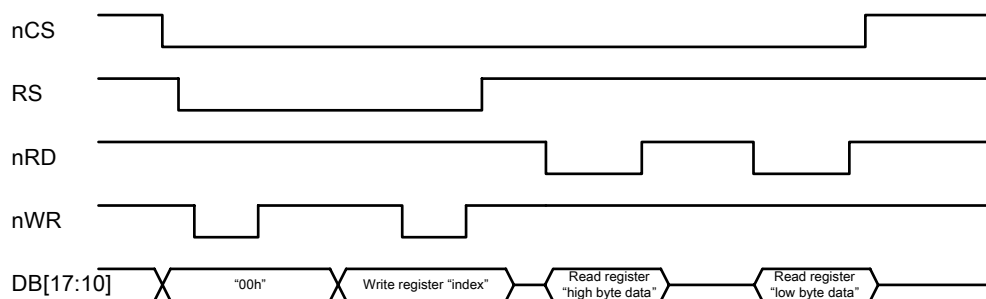 nCS
RS
nRD
nWR
DB[17:10]
“00h”
Write register “index”
Read register
“high byte data”
Read register
“low byte data”